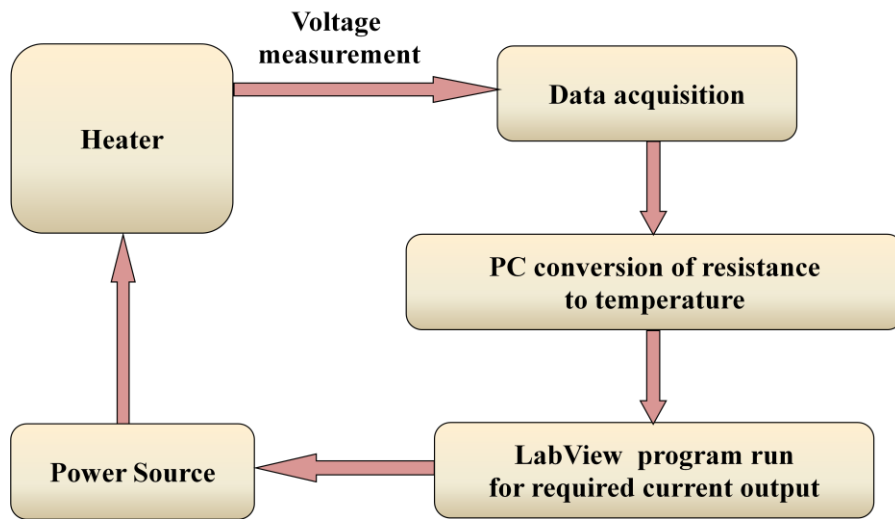 Voltage
measurement
Heater
Data acquisition
PC conversion of resistance
to temperature
LabView program run
for required current output
Power Source